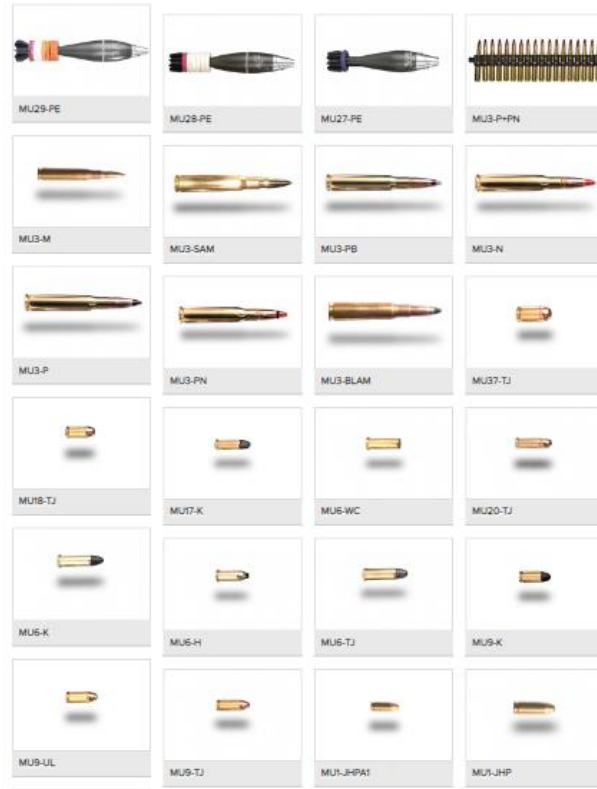 MU29-PE
MU28-PE
MU27-PE
MU3-P+PN
MU3-M
MU3-SAM
MU3-PB
MU3-N
MU3-P
MU3-PN
MU3-BLAM
MU37-TJ
MU18-TJ
MU17-K
MU6-WC
MU20-TJ
MU6-K
MU6-H
MU6-TJ
MU9-K
MU9-UL
MU9-TJ
MU1-JHPA1
MU1-JHP